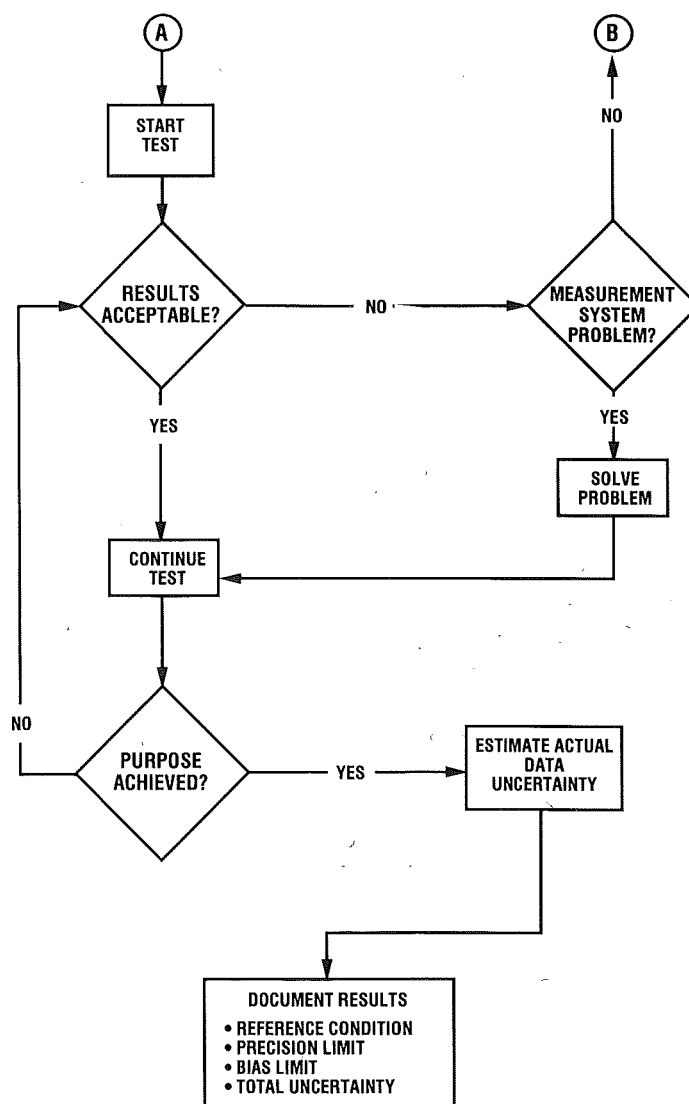 A
B
START
TEST
NO
RESULTS
ACCEPTABLE?
NO
MEASUREMENT
SYSTEM
PROBLEM?
YES
YES
SOLVE
PROBLEM
CONTINUE
TEST
NO
PURPOSE
ACHIEVED?
YES
ESTIMATE ACTUAL
DATA
UNCERTAINTY
DOCUMENT RESULTS
• REFERENCE CONDITION
• PRECISION LIMIT
• BIAS LIMIT
• TOTAL UNCERTAINTY